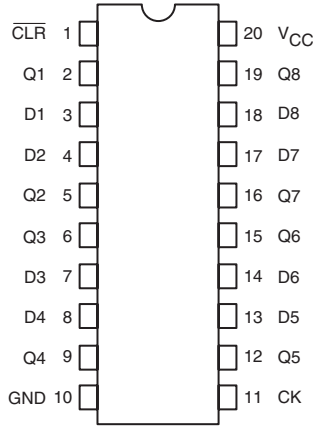 C̅L̅R̅ 1 20 VCC
Q1 2 19 Q8
D1 3 18 D8
D2 4 17 D7
Q2 5 16 Q7
Q3 6 15 Q6
D3 7 14 D6
D4 8 13 D5
Q4 9 12 Q5
GND 10 11 CK